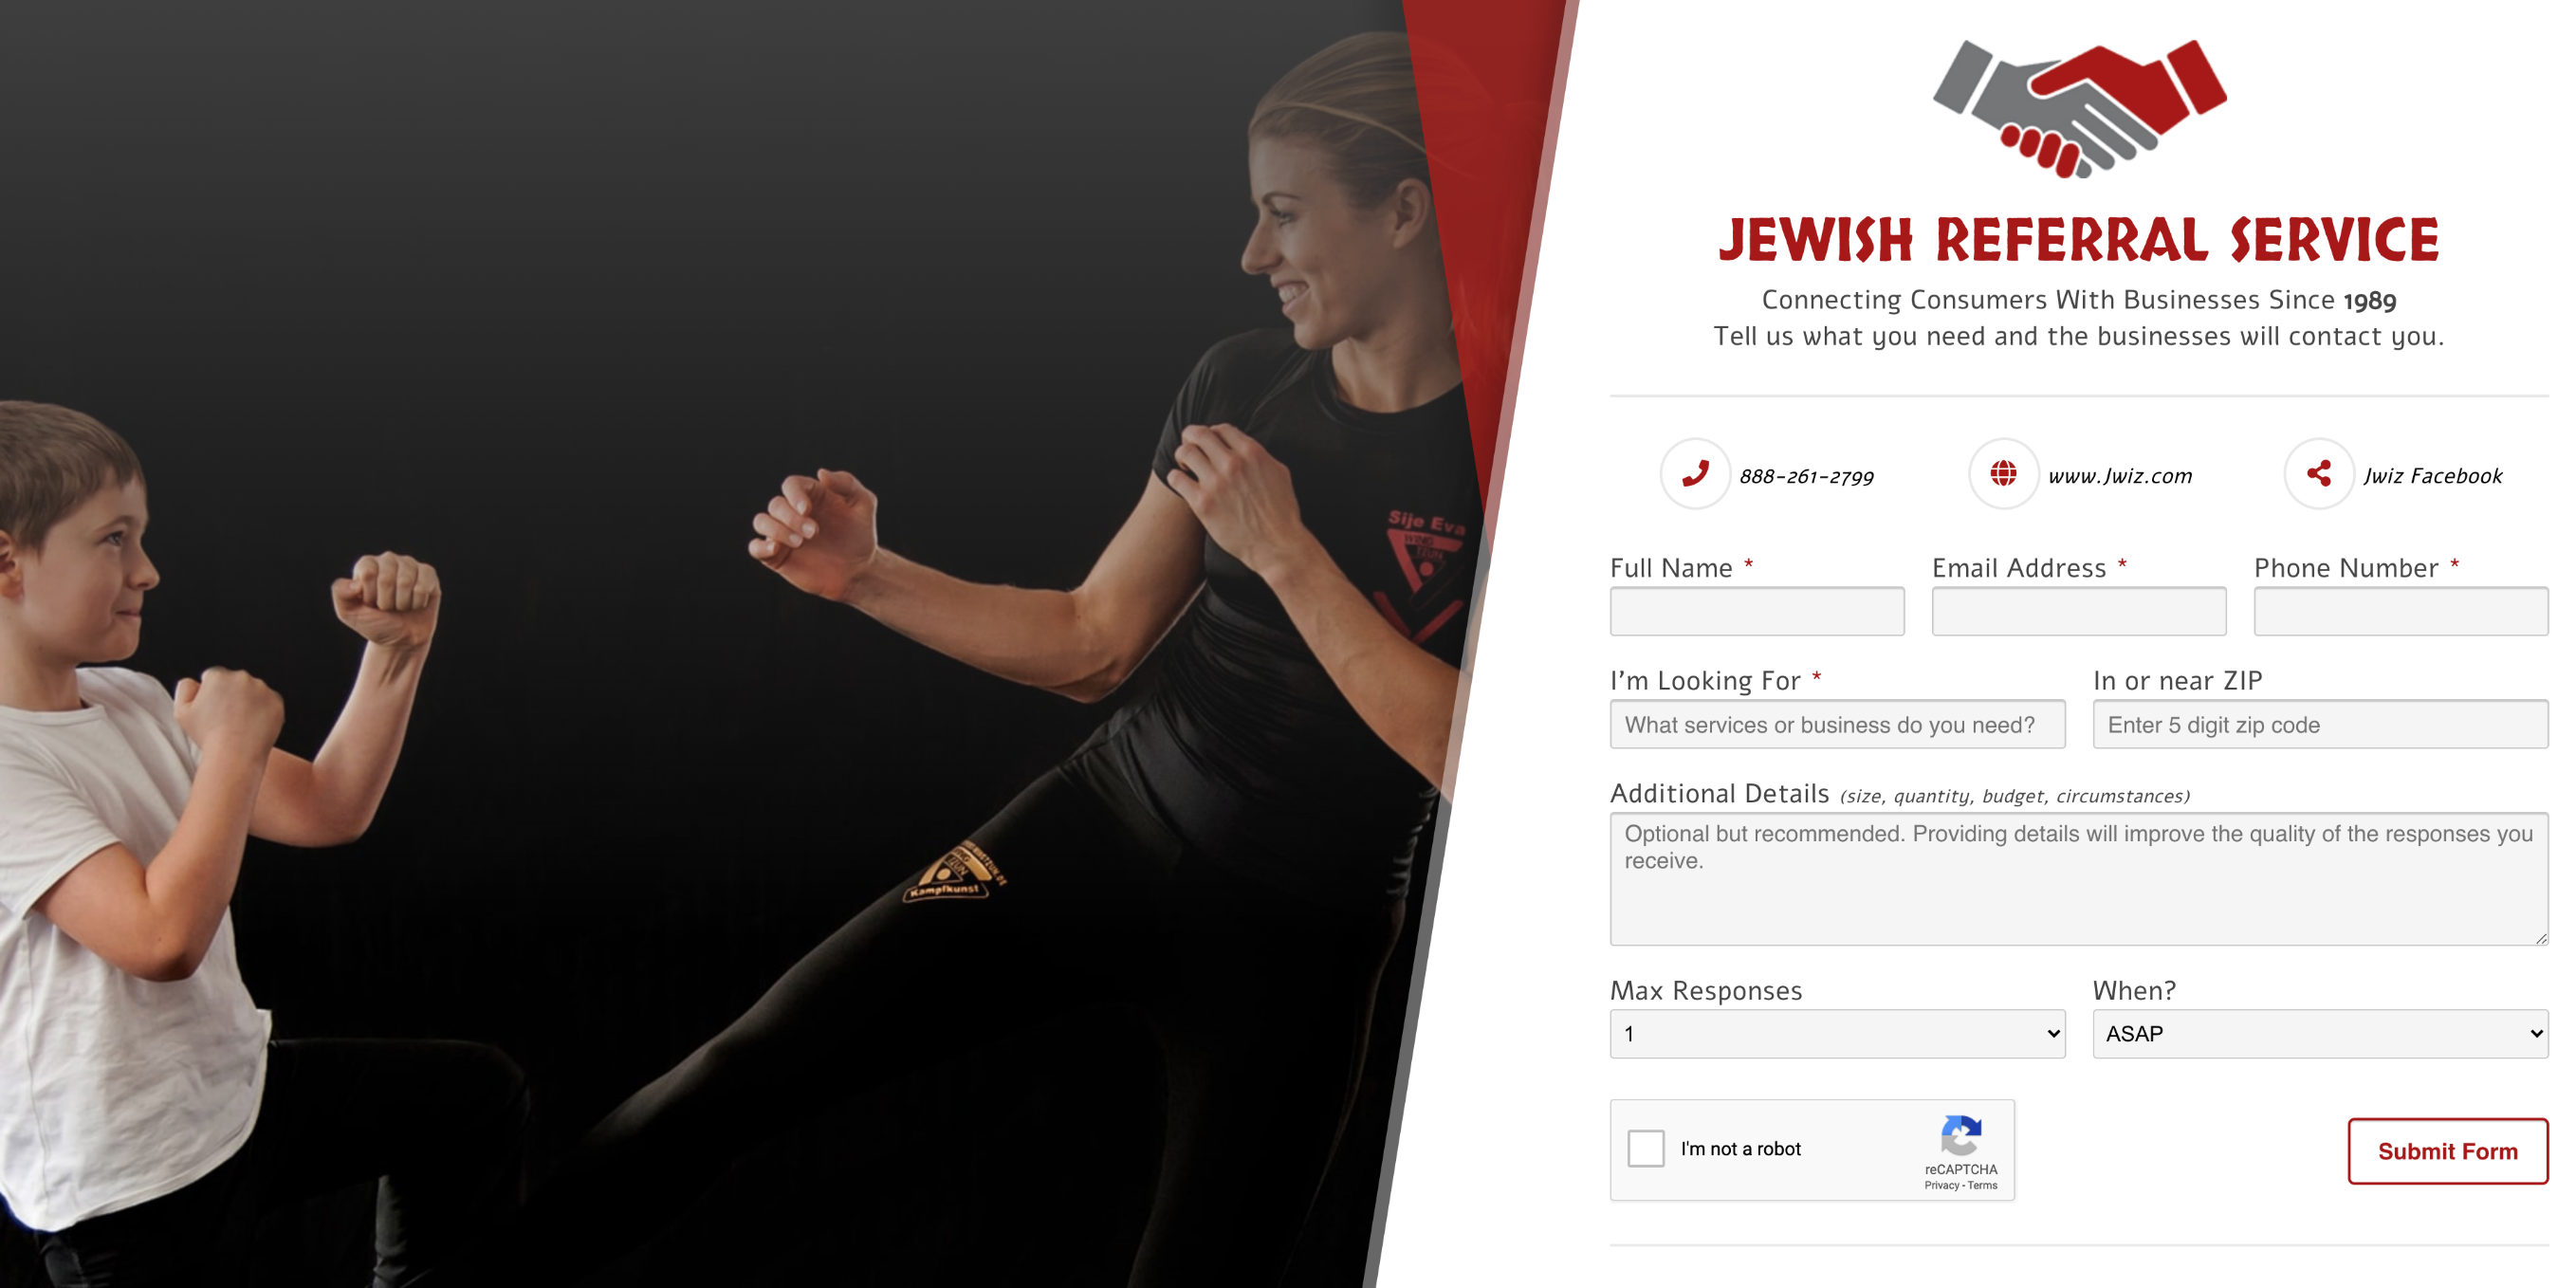 Sije Eva
WING
TZUN
WING
TZUN
Kampfkunst
JEWISH REFERRAL SERVICE
Connecting Consumers With Businesses Since 1989
Tell us what you need and the businesses will contact you.
888-261-2799
www.Jwiz.com
Jwiz Facebook
Full Name *
Email Address *
Phone Number *
I'm Looking For *
In or near ZIP
What services or business do you need?
Enter 5 digit zip code
Additional Details (size, quantity, budget, circumstances)
Optional but recommended. Providing details will improve the quality of the responses you
receive.
Max Responses
When?
1
ASAP
I'm not a robot
reCAPTCHA
Privacy - Terms
Submit Form